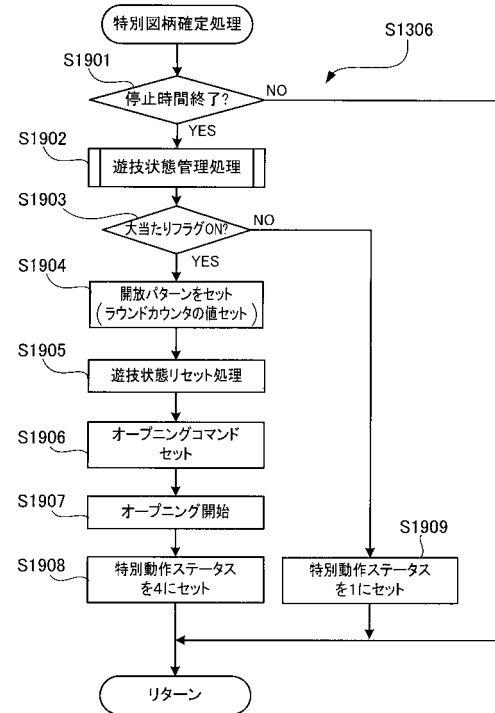 特別図柄確定処理
S1306
S1901
停止時間終了?
NO
YES
S1902
遊技状態管理処理
S1903
大当たりフラグON?
NO
YES
S1904
開放パターンをセット
(ラウンドカウンタの値セット)
S1905
遊技状態リセット処理
S1906
オープニングコマンド
セット
S1907
オープニング開始
S1908
特別動作ステータス
を4にセット
S1909
特別動作ステータス
を1にセット
リターン